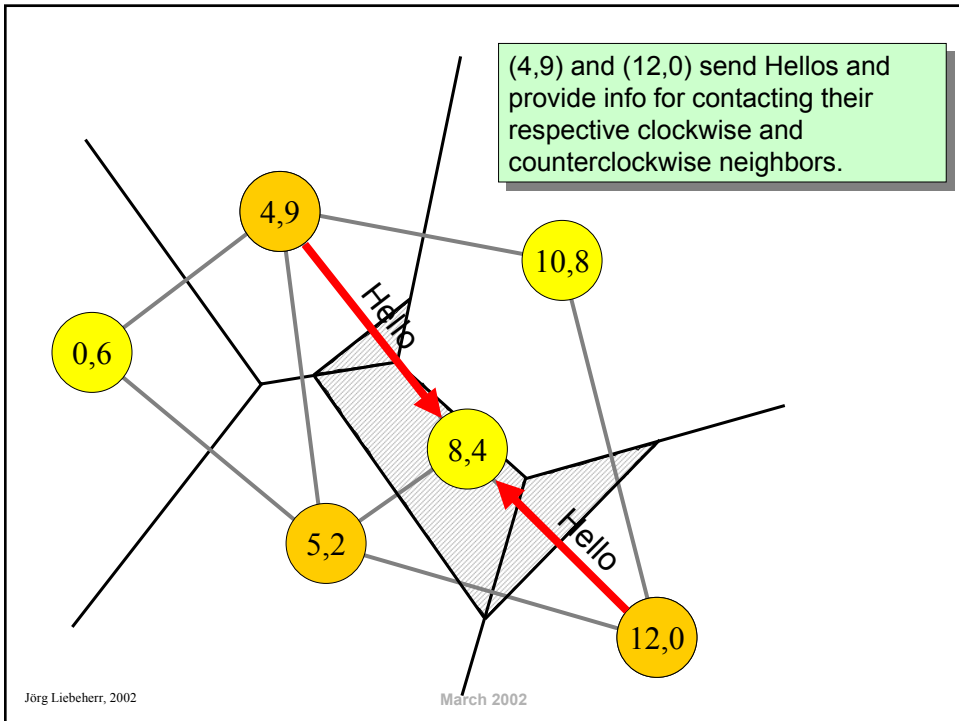 (4,9) and (12,0) send Hellos and
provide info for contacting their
respective clockwise and
counterclockwise neighbors.
4,9
10,8
Hello
0,6
8,4
5,2
Hello
12,0
Jörg Liebeherr, 2002
March 2002